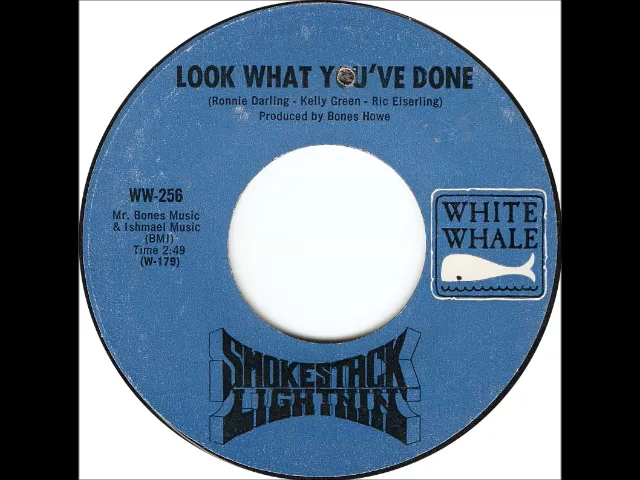 LOOK WHAT YOU'VE DONE
(Ronnie Darling - Kelly Green - Ric Eiserling)
Produced by Bones Howe
WW-256
Mr. Bones Music
& Ishmael Music
(BMI)
Time 2:49
(W-179)
WHITE
WHALE
SMOKESTACK
LIGHTNIN